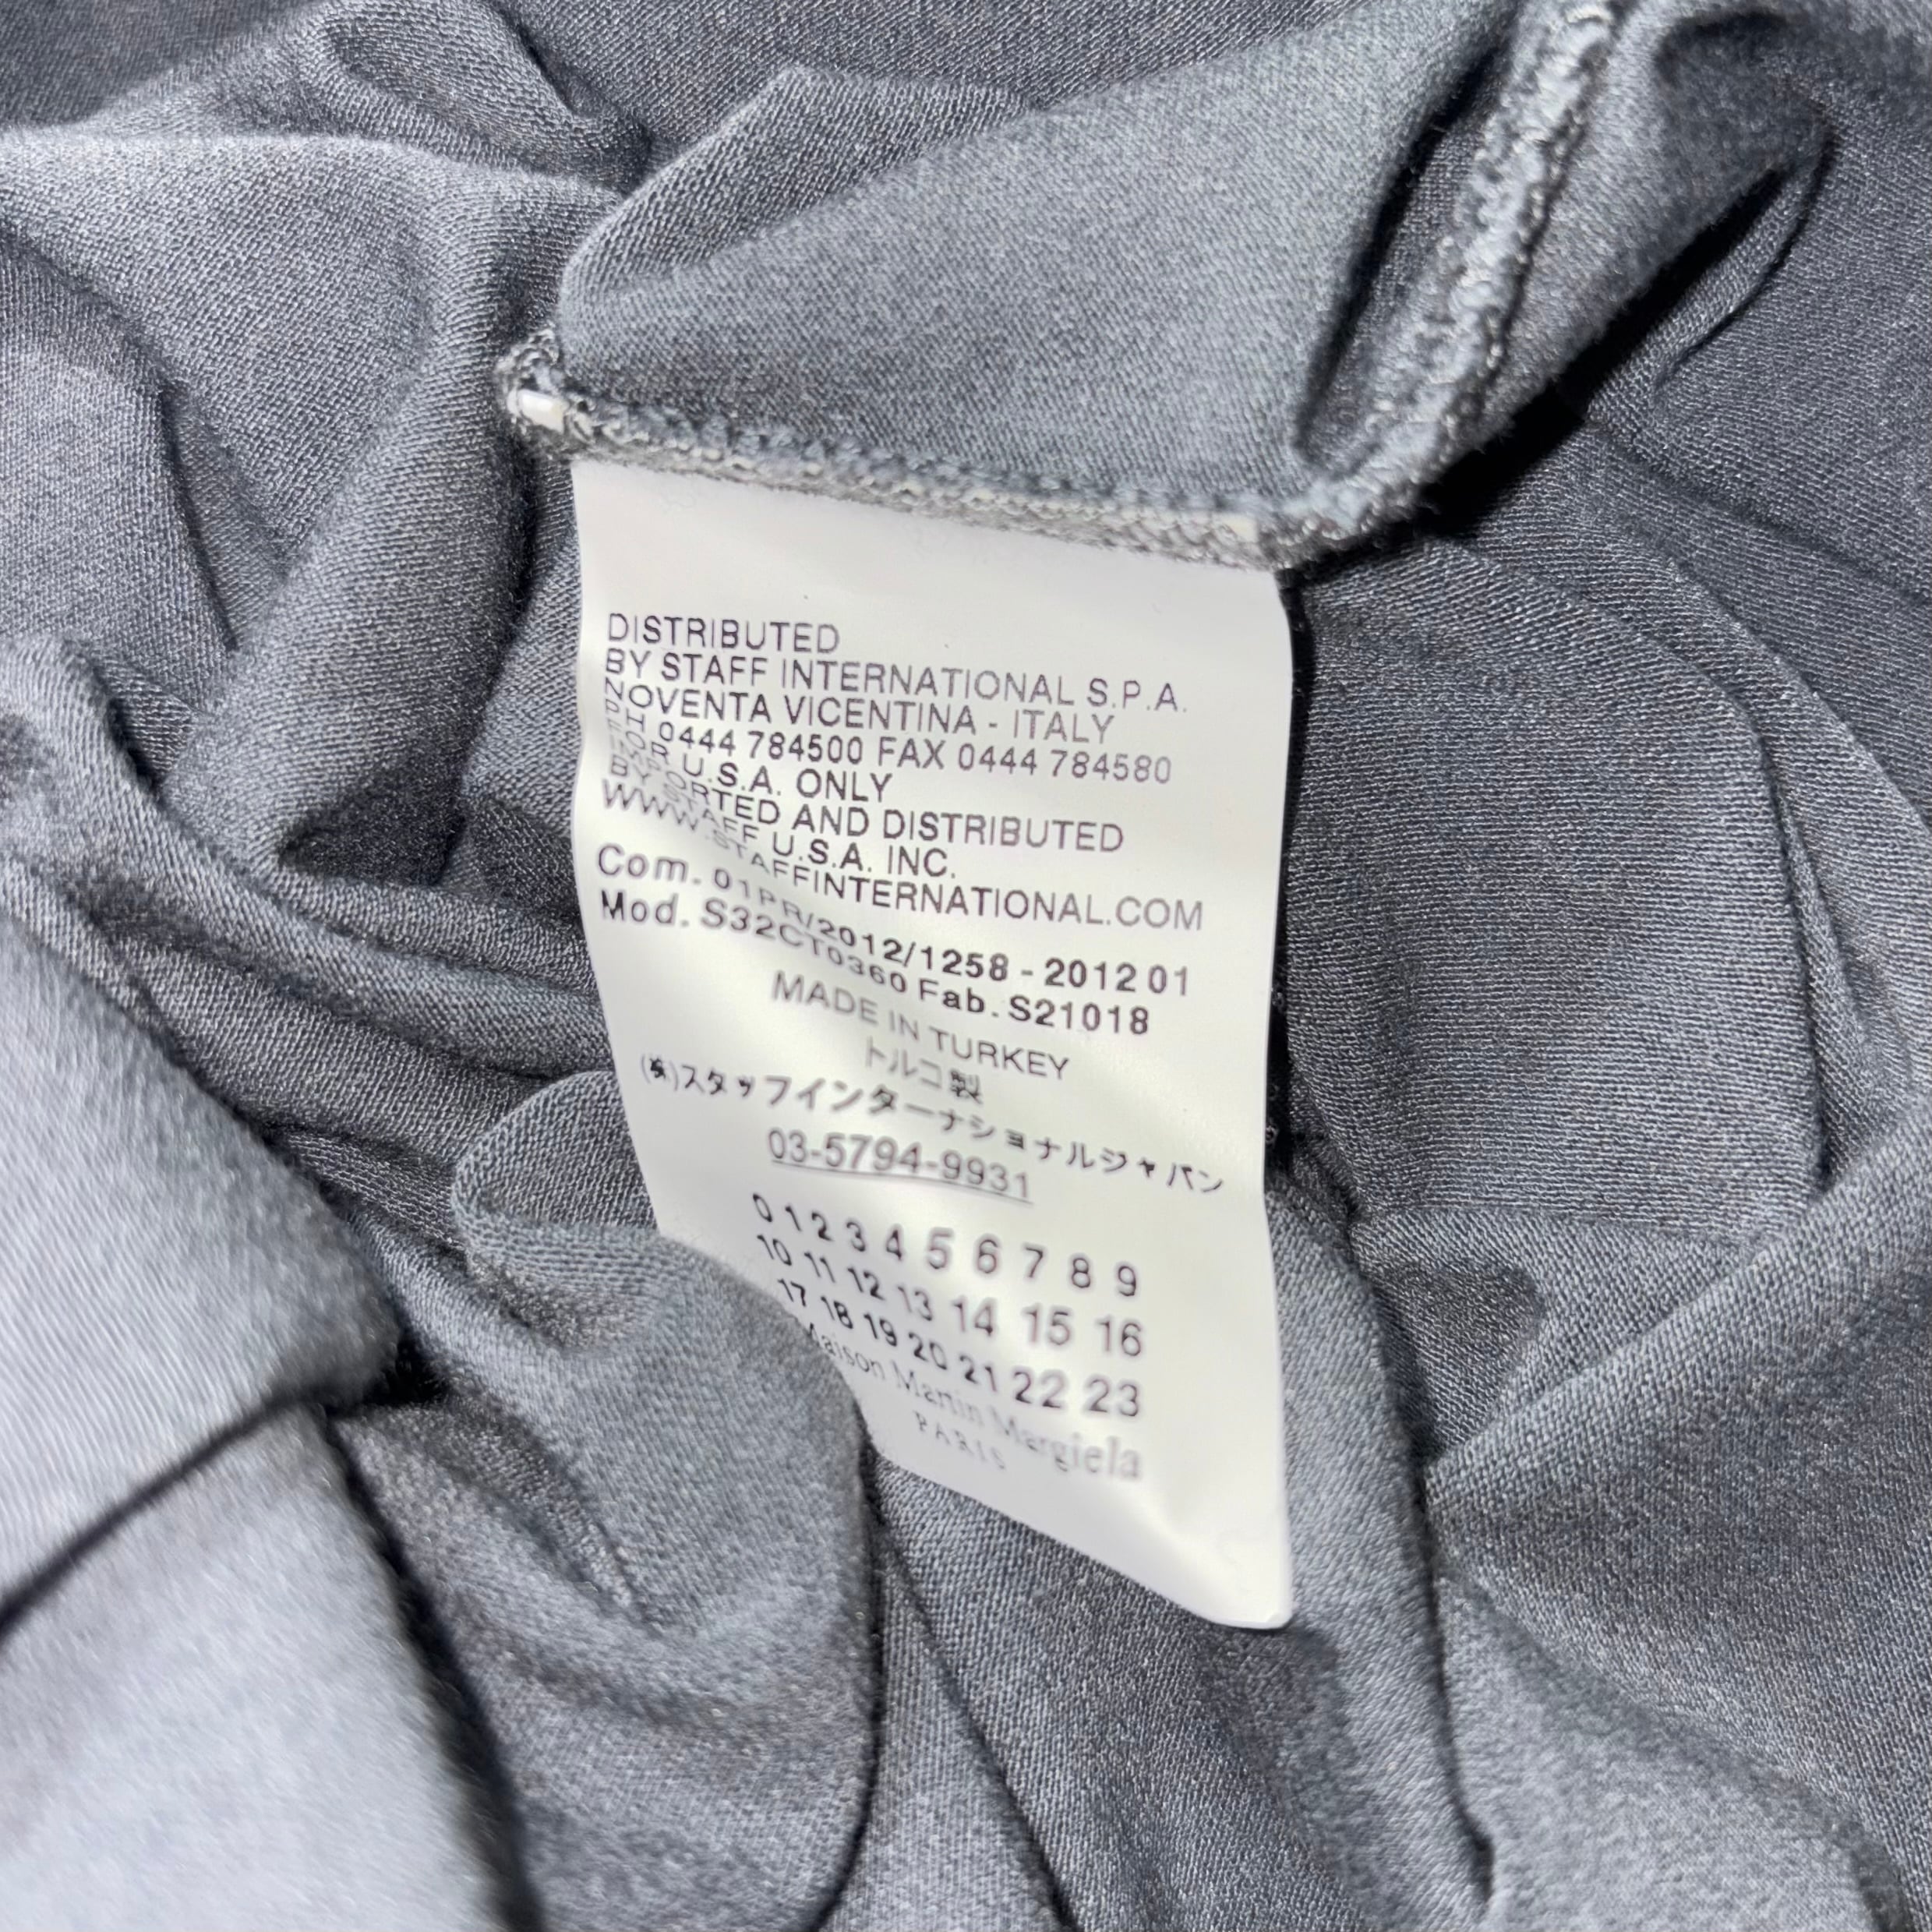 DISTRIBUTED
BY STAFF INTERNATIONAL S.P.A.
NOVENTA VICENTINA - ITALY
PH 0444 784500 FAX 0444 784580
FOR U.S.A. ONLY
IMPORTED AND DISTRIBUTED
BY STAFF U.S.A. INC.
WWW.STAFFINTERNATIONAL.COM
Com. 01PR/2012/1258 - 2012 01
Mod. S32CT0360 Fab. S21018
MADE IN TURKEY
トルコ製
(株)スタッフインターナショナルジャパン
03-5794-9931
0 1 2 3 4 5 6 7 8 9
10 11 12 13 14 15 16
17 18 19 20 21 22 23
Maison Martin Margiela
PARIS